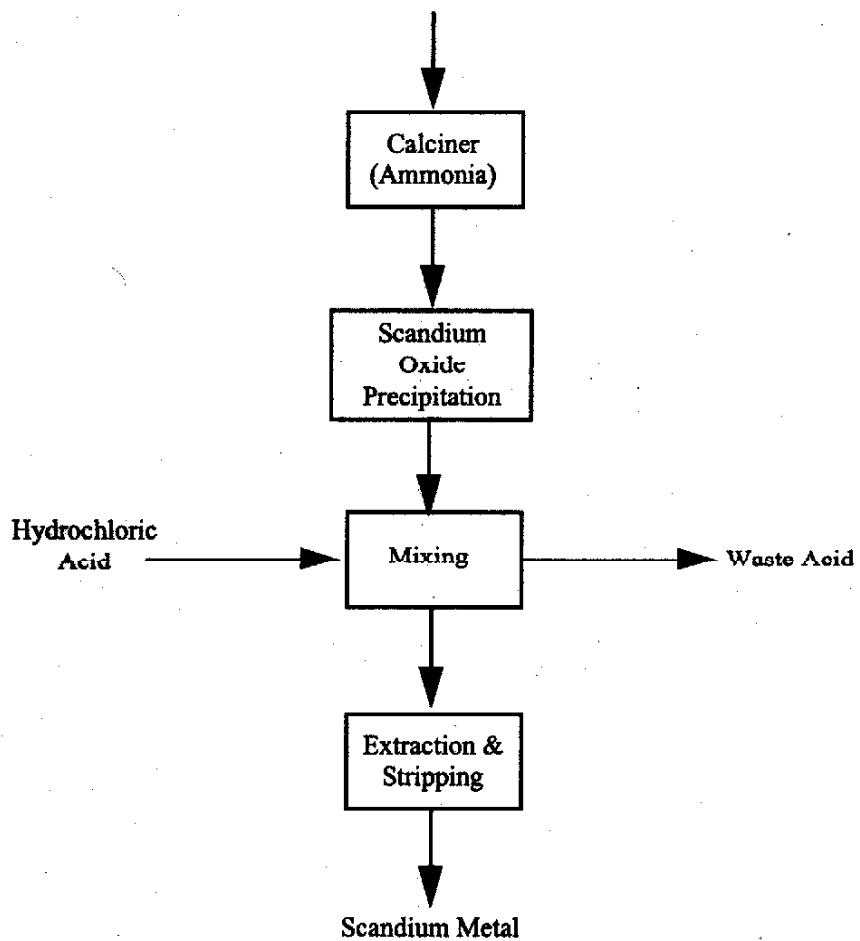 Calciner
(Ammonia)
Scandium
Oxide
Precipitation
Hydrochloric
Acid
Mixing
Waste Acid
Extraction &
Stripping
Scandium Metal